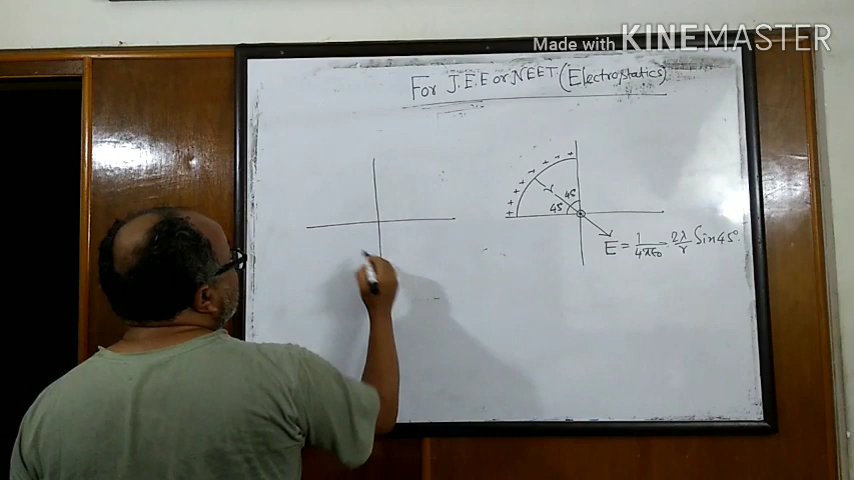 Made with KINEMASTER
For J.E.E or NEET (Electrostatics)
+ + + + + + + +
r 45
45
E = 1/4πε0 2λ/r Sin45°.